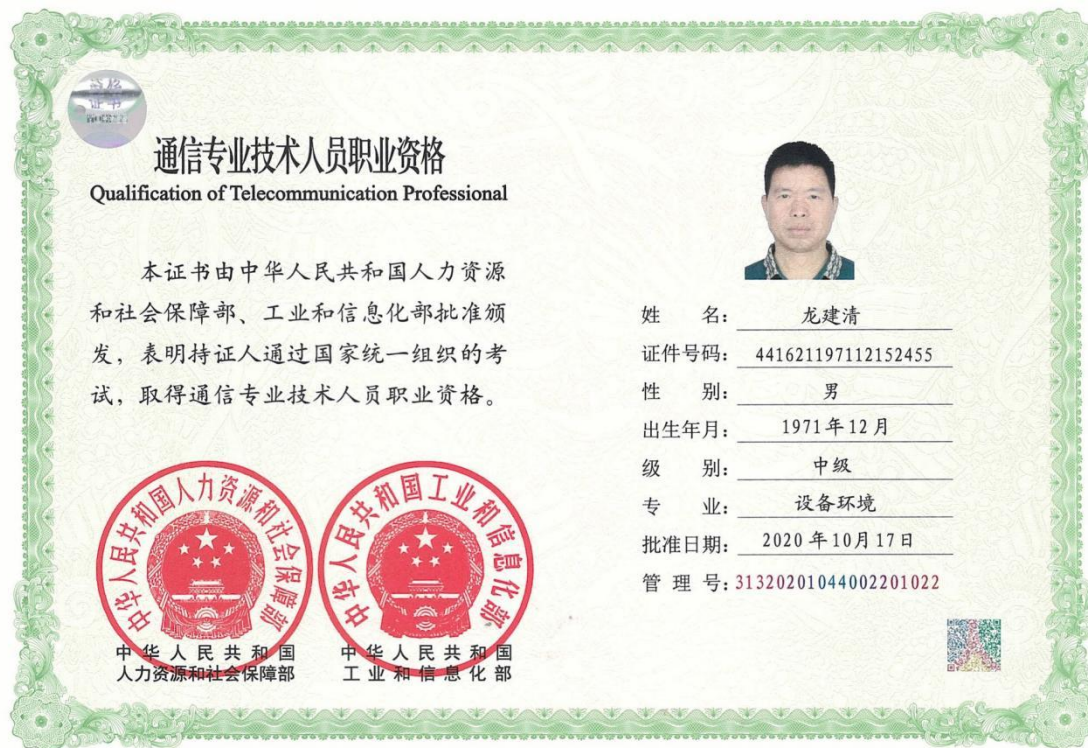 通信专业技术人员职业资格
Qualification of Telecommunication Professional
本证书由中华人民共和国人力资源
和社会保障部、工业和信息化部批准颁
发，表明持证人通过国家统一组织的考
试，取得通信专业技术人员职业资格。
中华人民共和国人力资源和社会保障部
中华人民共和国工业和信息化部
中华人民共和国
人力资源和社会保障部
中华人民共和国
工业和信息化部
姓 名： 龙建清
证件号码： 441621197112152455
性 别： 男
出生年月： 1971年12月
级 别： 中级
专 业： 设备环境
批准日期： 2020年10月17日
管 理 号：31320201044002201022